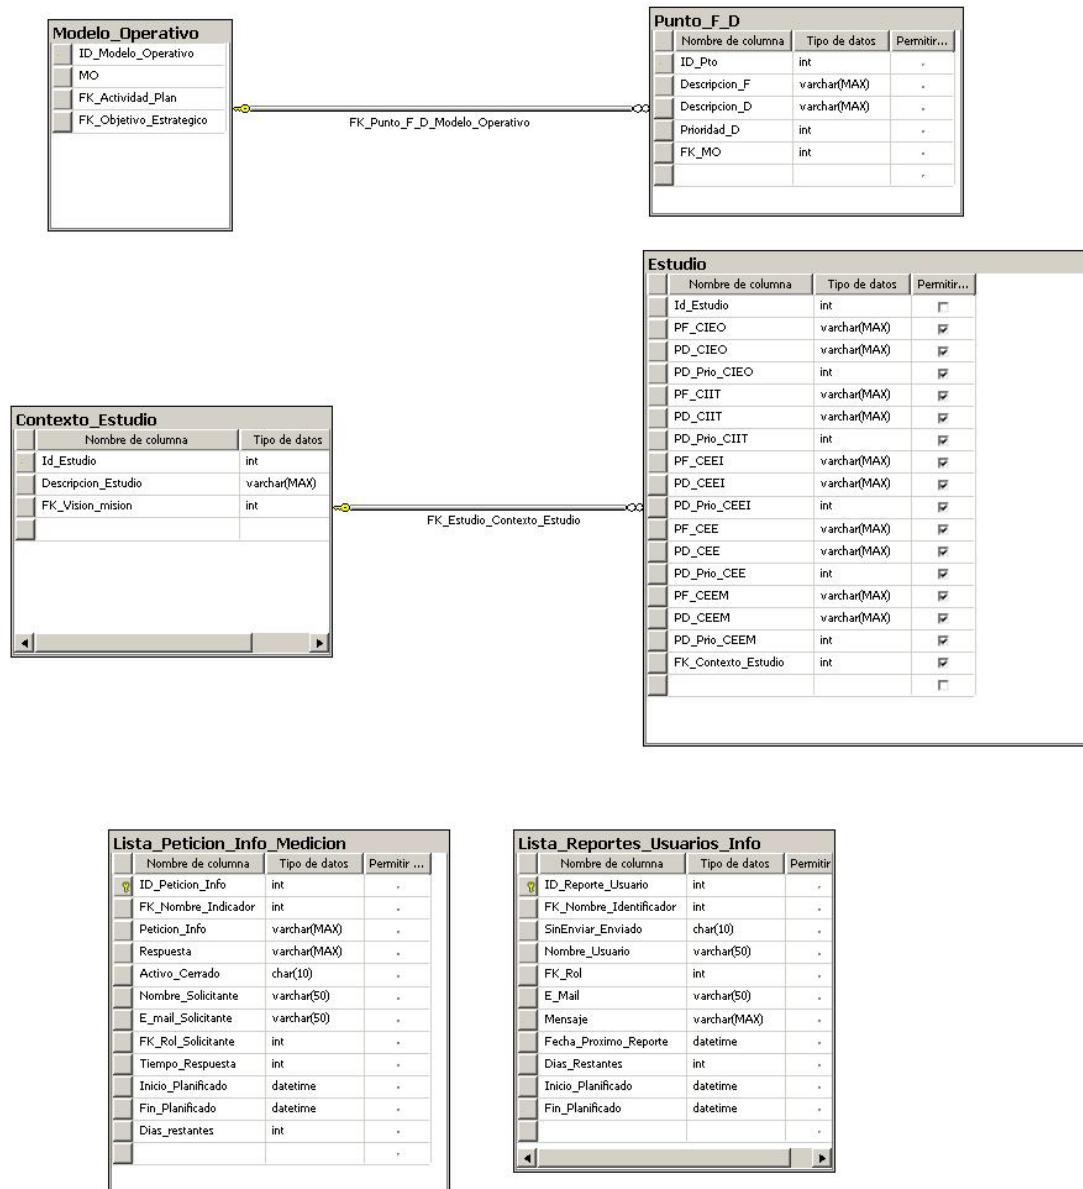 Modelo_Operativo
ID_Modelo_Operativo
MO
FK_Actividad_Plan
FK_Objetivo_Estrategico
FK_Punto_F_D_Modelo_Operativo
Punto_F_D
Nombre de columna Tipo de datos Permitir...
ID_Pto int
Descripcion_F varchar(MAX)
Descripcion_D varchar(MAX)
Prioridad_D int
FK_MO int
Estudio
Nombre de columna Tipo de datos Permitir...
Id_Estudio int
PF_CIEO varchar(MAX)
PD_CIEO varchar(MAX)
PD_Prio_CIEO int
PF_CIIT varchar(MAX)
PD_CIIT varchar(MAX)
PD_Prio_CIIT int
PF_CEEI varchar(MAX)
PD_CEEI varchar(MAX)
PD_Prio_CEEI int
PF_CEE varchar(MAX)
PD_CEE varchar(MAX)
PD_Prio_CEE int
PF_CEEM varchar(MAX)
PD_CEEM varchar(MAX)
PD_Prio_CEEM int
FK_Contexto_Estudio int
Contexto_Estudio
Nombre de columna Tipo de datos
Id_Estudio int
Descripcion_Estudio varchar(MAX)
FK_Vision_mision int
FK_Estudio_Contexto_Estudio
Lista_Peticion_Info_Medicion
Nombre de columna Tipo de datos Permitir ...
ID_Peticion_Info int
FK_Nombre_Indicador int
Peticion_Info varchar(MAX)
Respuesta varchar(MAX)
Activo_Cerrado char(10)
Nombre_Solicitante varchar(50)
E_mail_Solicitante varchar(50)
FK_Rol_Solicitante int
Tiempo_Respuesta int
Inicio_Planificado datetime
Fin_Planificado datetime
Dias_restantes int
Lista_Reportes_Usuarios_Info
Nombre de columna Tipo de datos Permitir
ID_Reporte_Usuario int
FK_Nombre_Identificador int
SinEnviar_Enviado char(10)
Nombre_Usuario varchar(50)
FK_Rol int
E_Mail varchar(50)
Mensaje varchar(MAX)
Fecha_Proximo_Reporte datetime
Dias_Restantes int
Inicio_Planificado datetime
Fin_Planificado datetime